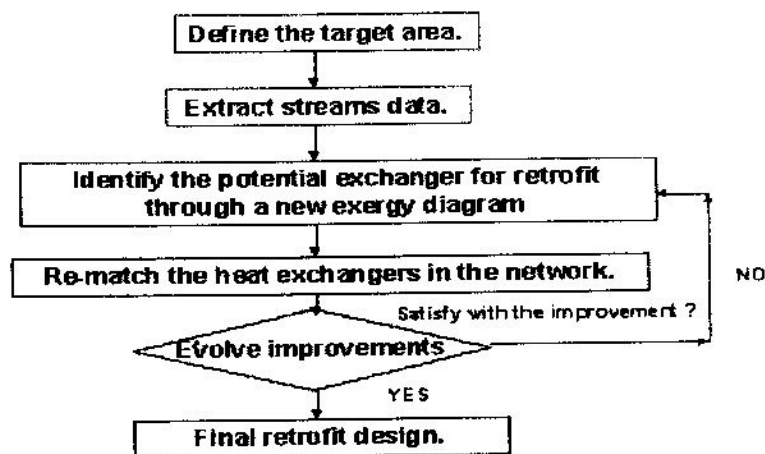 Define the target area.
Extract streams data.
Identify the potential exchanger for retrofit
through a new exergy diagram
Re-match the heat exchangers in the network.
NO
Satisfy with the improvement ?
Evolve improvements
YES
Final retrofit design.